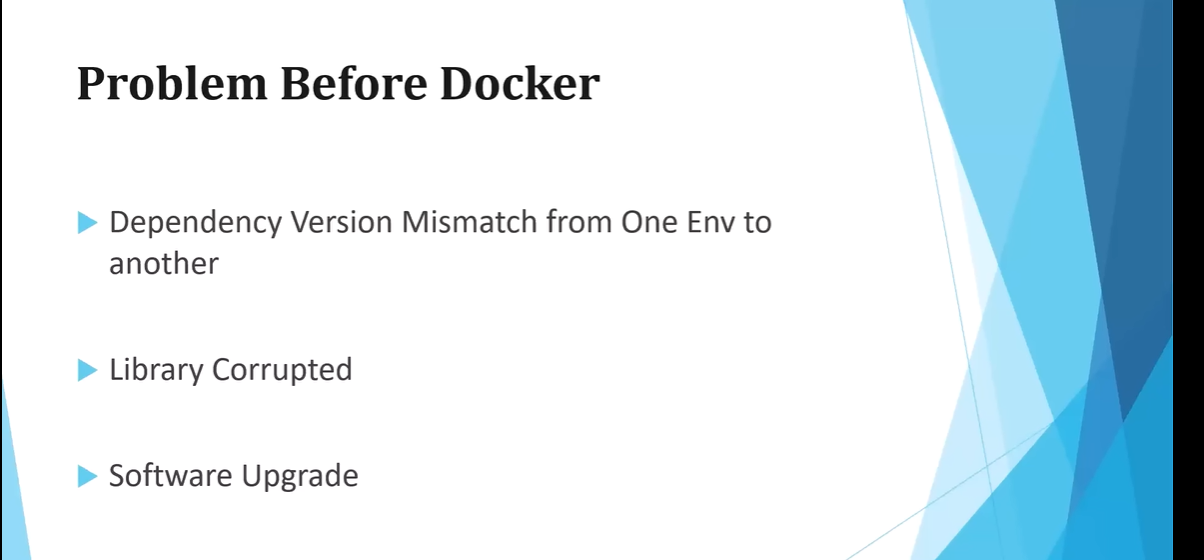 Problem Before Docker
Dependency Version Mismatch from One Env to
another
Library Corrupted
Software Upgrade